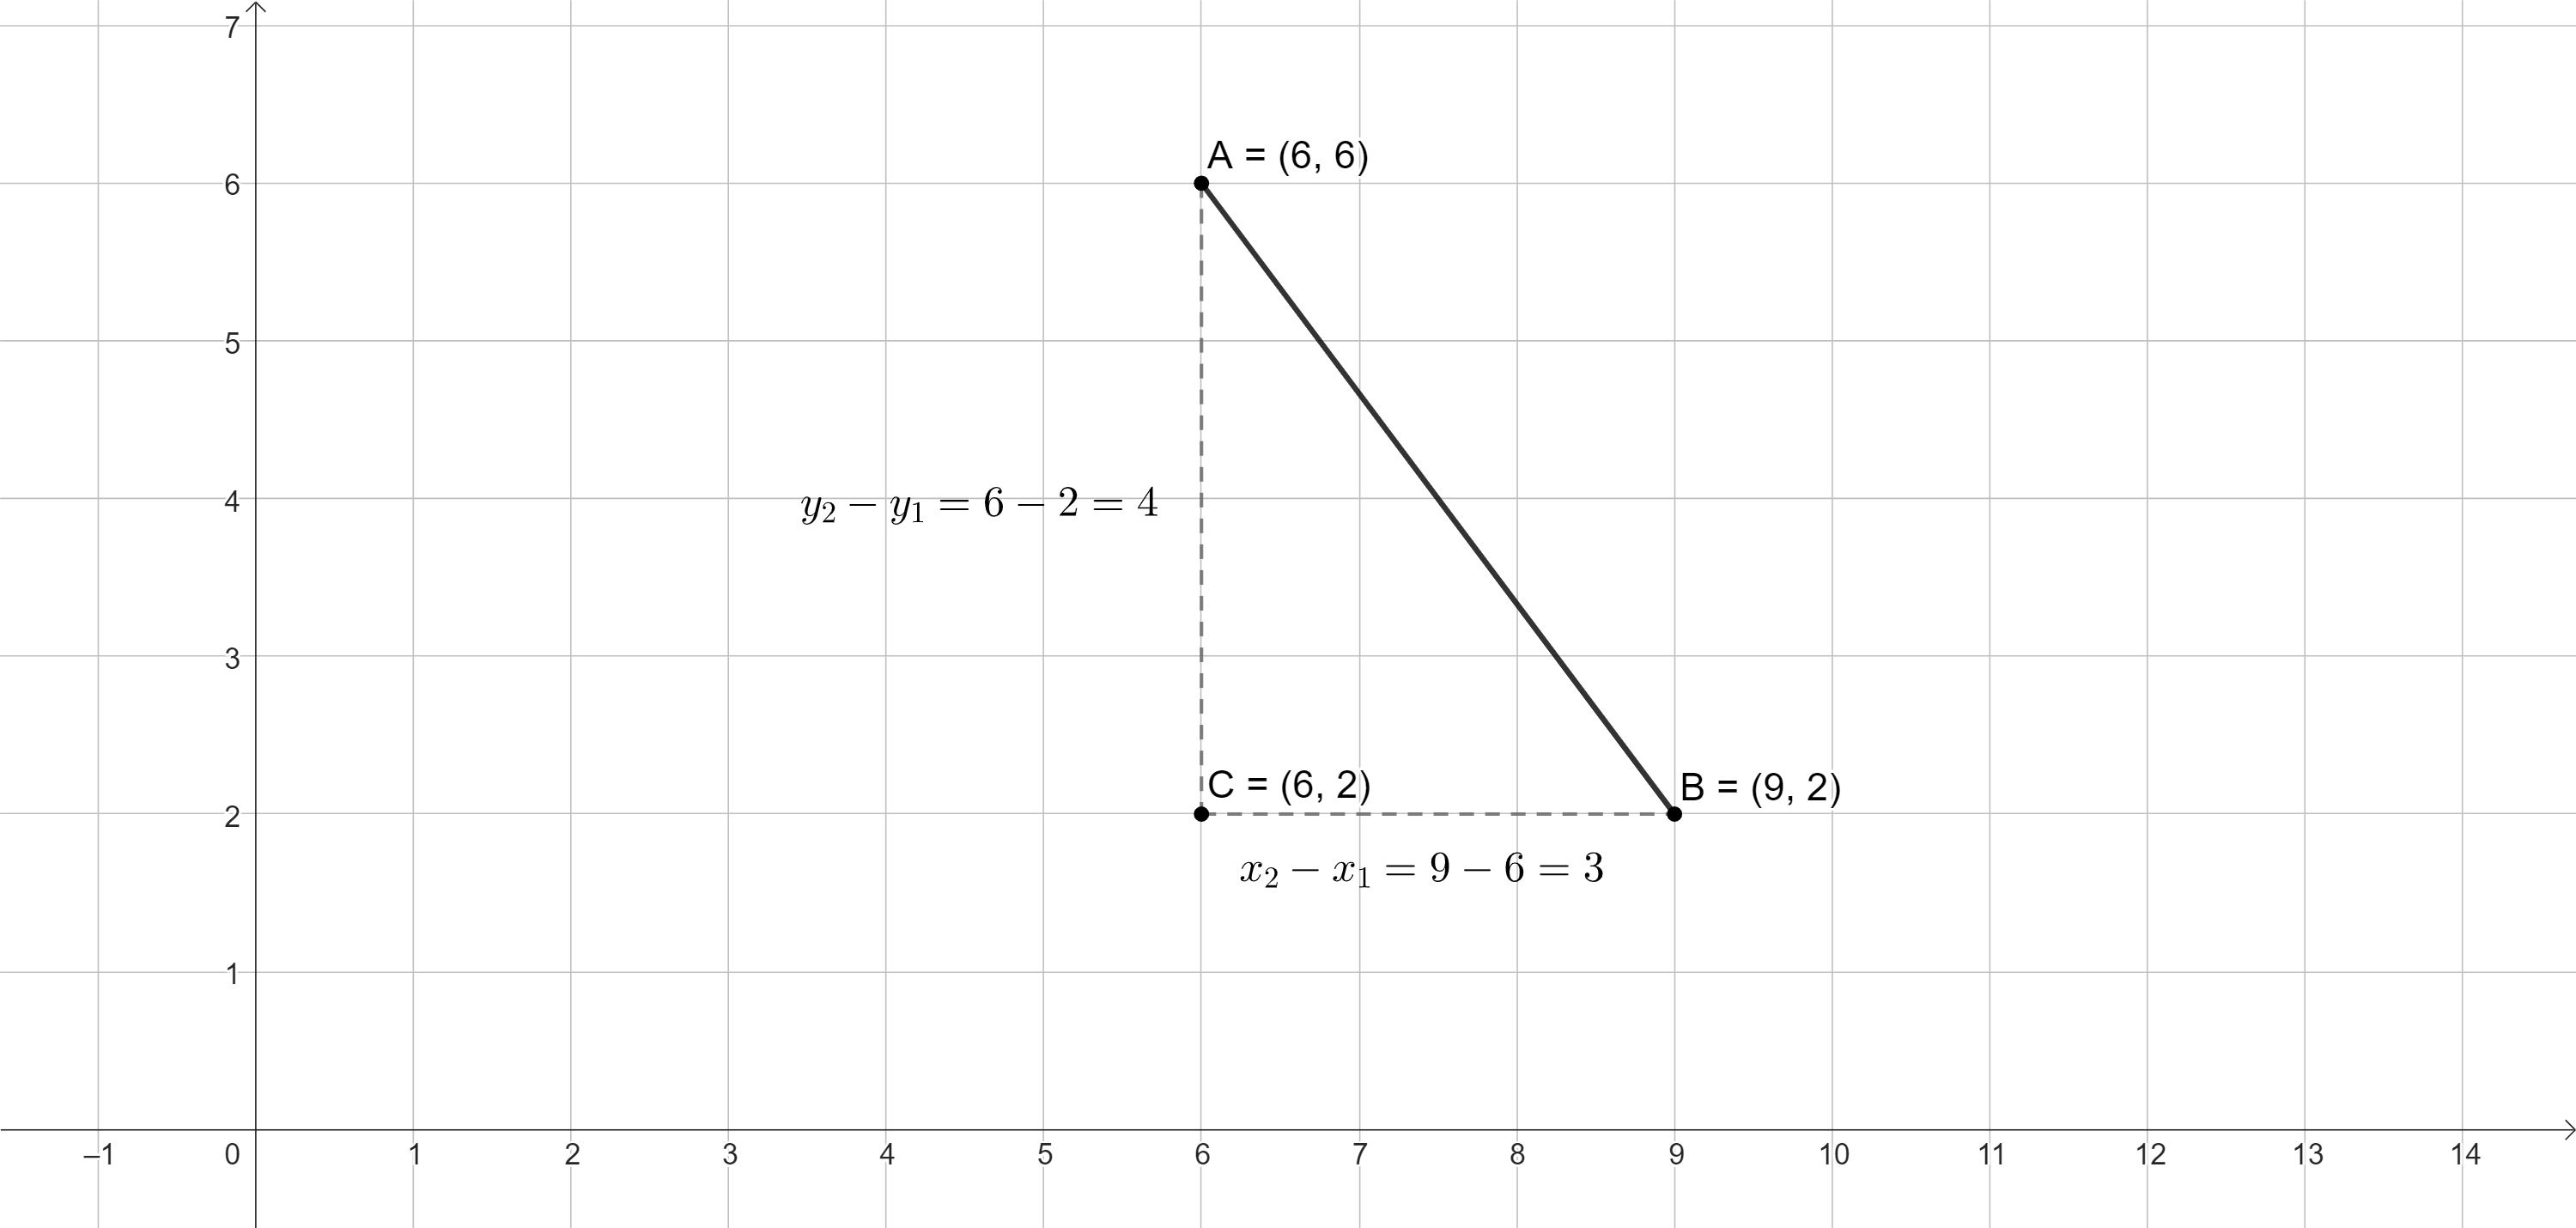 7
A = (6, 6)
6
5
y₂ − y₁ = 6 − 2 = 4
4
3
C = (6, 2)
B = (9, 2)
2
x₂ − x₁ = 9 − 6 = 3
1
–1 0 1 2 3 4 5 6 7 8 9 10 11 12 13 14